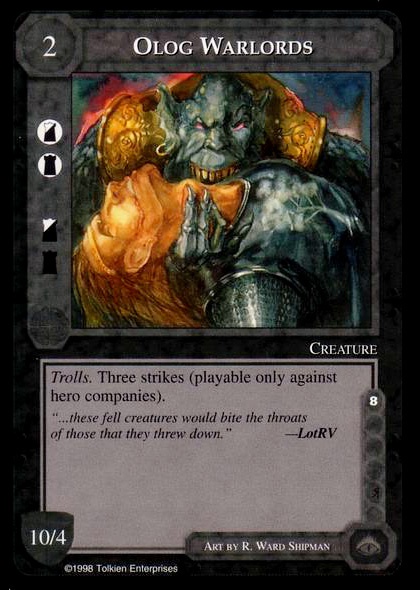 2
OLOG WARLORDS
CREATURE
Trolls. Three strikes (playable only against
hero companies).
8
“...these fell creatures would bite the throats
of those that they threw down.” —LotRV
10/4
ART BY R. WARD SHIPMAN
©1998 Tolkien Enterprises